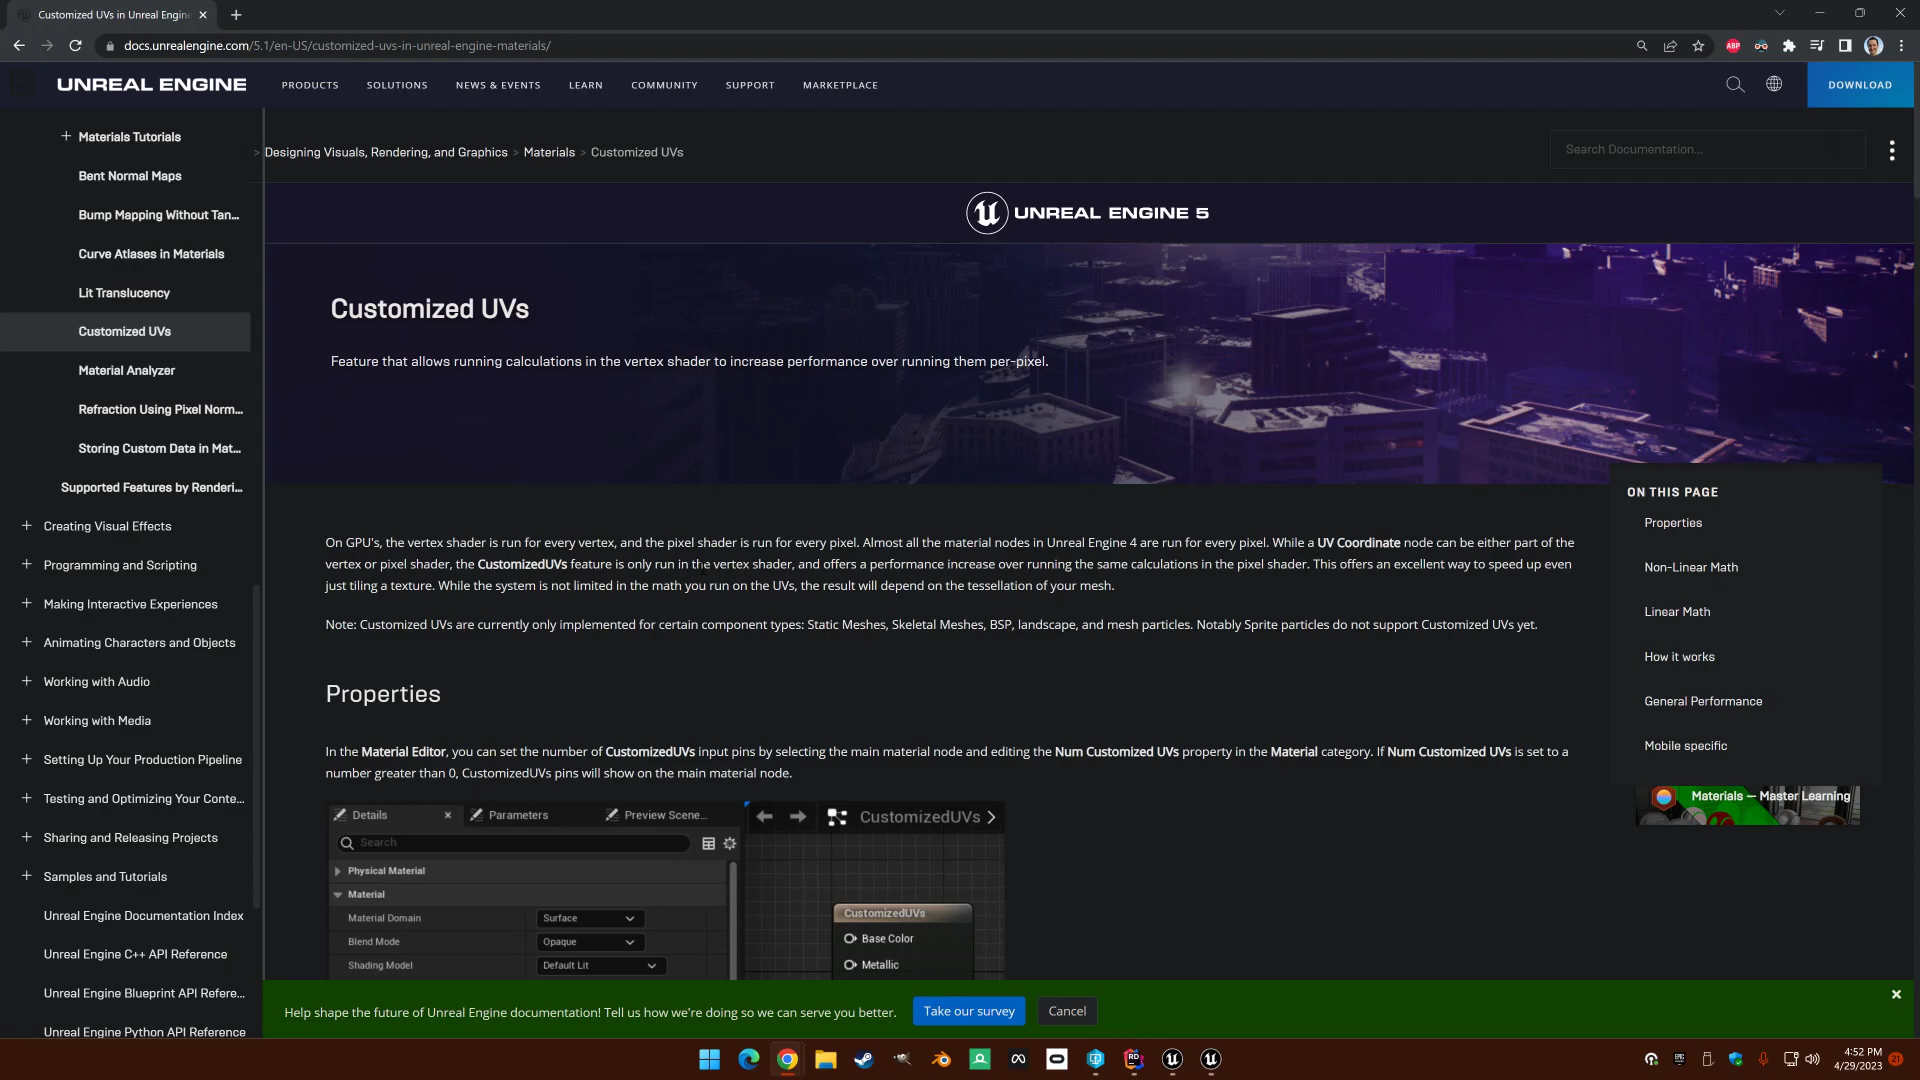 Customized UVs in Unreal Engine
docs.unrealengine.com/5.1/en-US/customized-uvs-in-unreal-engine-materials/
ABP
UNREAL ENGINE
PRODUCTS
SOLUTIONS
NEWS & EVENTS
LEARN
COMMUNITY
SUPPORT
MARKETPLACE
DOWNLOAD
Materials Tutorials
Bent Normal Maps
Bump Mapping Without Tan...
Curve Atlases in Materials
Lit Translucency
Customized UVs
Material Analyzer
Refraction Using Pixel Norm...
Storing Custom Data in Mat...
Supported Features by Renderi...
Creating Visual Effects
Programming and Scripting
Making Interactive Experiences
Animating Characters and Objects
Working with Audio
Working with Media
Setting Up Your Production Pipeline
Testing and Optimizing Your Conte...
Sharing and Releasing Projects
Samples and Tutorials
Unreal Engine Documentation Index
Unreal Engine C++ API Reference
Unreal Engine Blueprint API Refere...
Unreal Engine Python API Reference
> Designing Visuals, Rendering, and Graphics > Materials > Customized UVs
Search Documentation...
UNREAL ENGINE 5
Customized UVs
Feature that allows running calculations in the vertex shader to increase performance over running them per-pixel.
On GPU's, the vertex shader is run for every vertex, and the pixel shader is run for every pixel. Almost all the material nodes in Unreal Engine 4 are run for every pixel. While a UV Coordinate node can be either part of the
vertex or pixel shader, the CustomizedUVs feature is only run in the vertex shader, and offers a performance increase over running the same calculations in the pixel shader. This offers an excellent way to speed up even
just tiling a texture. While the system is not limited in the math you run on the UVs, the result will depend on the tessellation of your mesh.
Note: Customized UVs are currently only implemented for certain component types: Static Meshes, Skeletal Meshes, BSP, landscape, and mesh particles. Notably Sprite particles do not support Customized UVs yet.
Properties
In the Material Editor, you can set the number of CustomizedUVs input pins by selecting the main material node and editing the Num Customized UVs property in the Material category. If Num Customized UVs is set to a
number greater than 0, CustomizedUVs pins will show on the main material node.
Details
Parameters
Preview Scene...
Search
Physical Material
Material
Material Domain
Surface
Blend Mode
Opaque
Shading Model
Default Lit
CustomizedUVs
CustomizedUVs
Base Color
Metallic
ON THIS PAGE
Properties
Non-Linear Math
Linear Math
How it works
General Performance
Mobile specific
Materials — Master Learning
Help shape the future of Unreal Engine documentation! Tell us how we're doing so we can serve you better.
Take our survey
Cancel
RD
EPIC
4:52 PM
4/29/2023
21